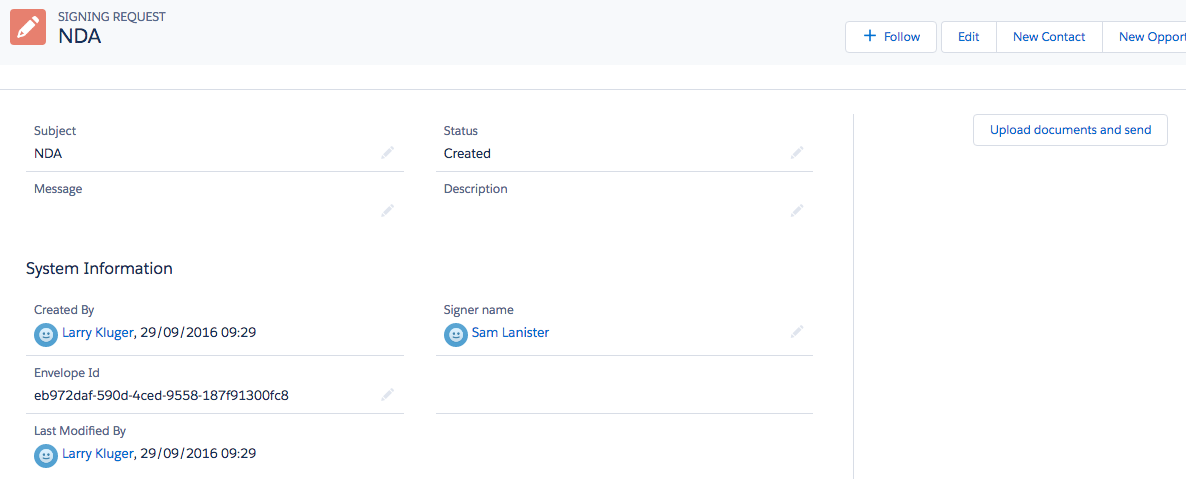 SIGNING REQUEST
NDA
Follow Edit New Contact New Opport
Upload documents and send
Subject
NDA
Status
Created
Message
Description
System Information
Created By
Larry Kluger, 29/09/2016 09:29
Signer name
Sam Lanister
Envelope Id
eb972daf-590d-4ced-9558-187f91300fc8
Last Modified By
Larry Kluger, 29/09/2016 09:29